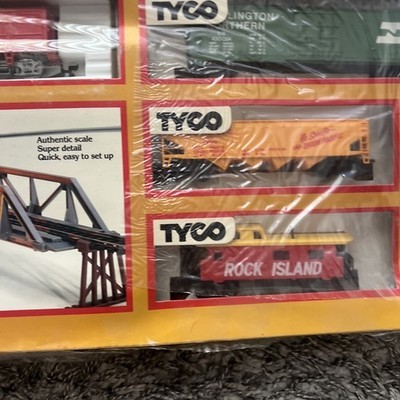 TYCO
LINGTON
THERN
Authentic scale
Super detail
Quick, easy to set up
TYCO
TYCO
ROCK ISLAND